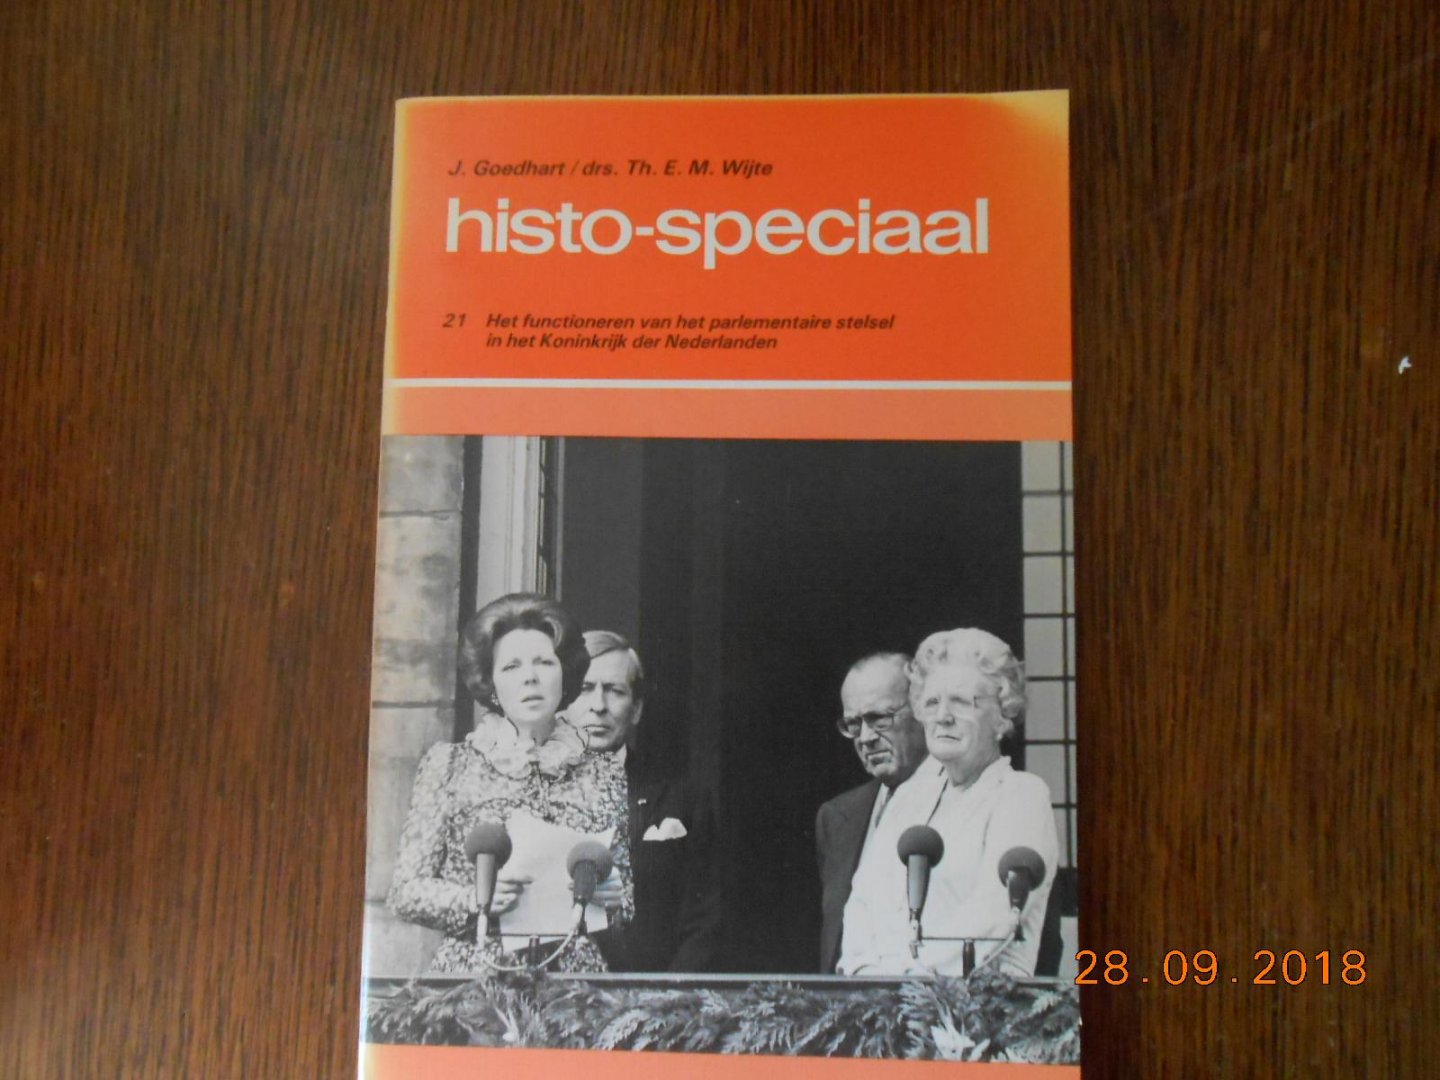 J. Goedhart / drs. Th. E. M. Wijte
histo-speciaal
21 Het functioneren van het parlementaire stelsel
in het Koninkrijk der Nederlanden
28.09.2018